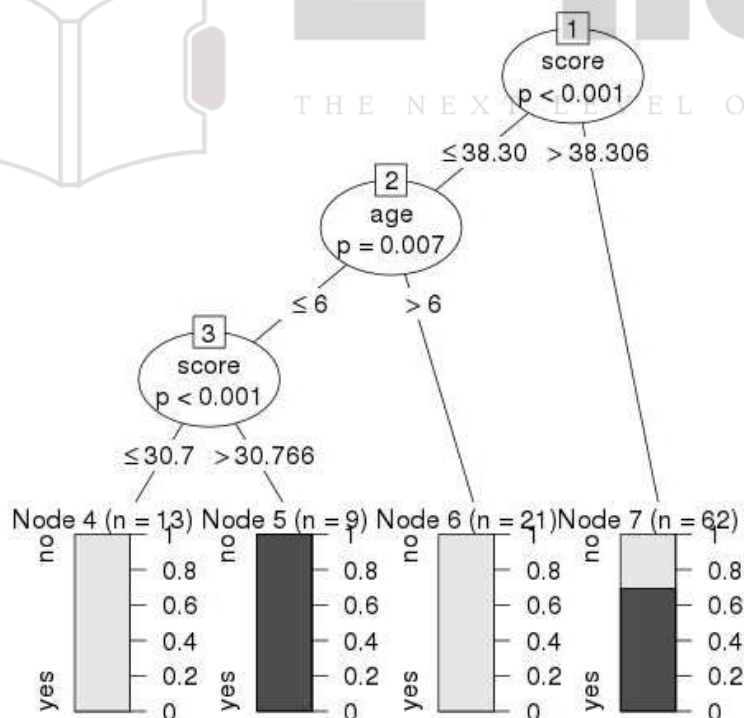 1
score
p < 0.001
THE NEXT LEVEL O
≤38.30 > 38.306
2
age
p = 0.007
≤ 6 > 6
3
score
p < 0.001
≤30.7 >30.766
Node 4 (n = 13) Node 5 (n = 9) Node 6 (n = 21) Node 7 (n = 62)
no 1 no 1 no 1 no 1
0.8 0.8 0.8 0.8
0.6 0.6 0.6 0.6
0.4 0.4 0.4 0.4
yes 0.2 yes 0.2 yes 0.2 yes 0.2
0 0 0 0